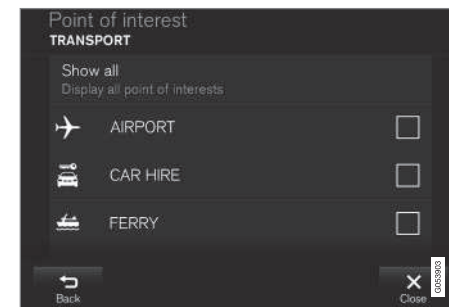 Point of interest
TRANSPORT
Show all
Display all point of interests
AIRPORT
CAR HIRE
FERRY
Back
Close
G053903